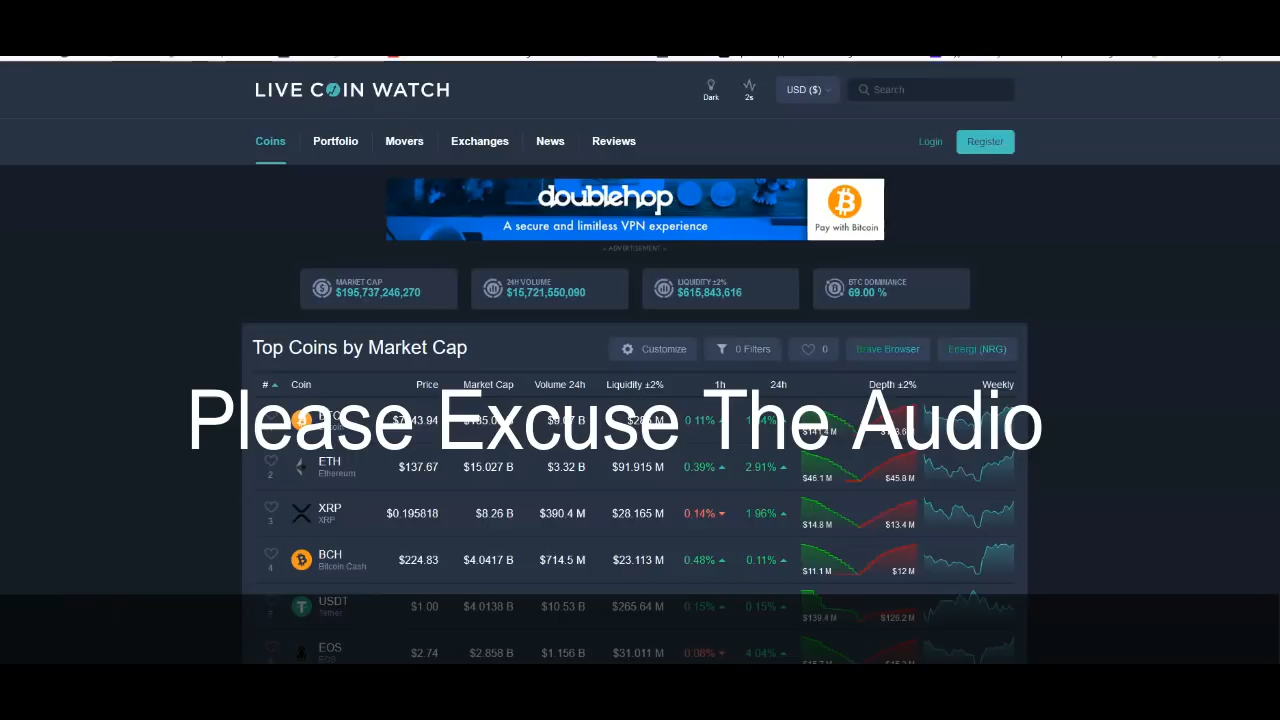 LIVE COIN WATCH
Dark
2s
USD ($)
Search
Coins
Portfolio
Movers
Exchanges
News
Reviews
Login
Register
doublehop
A secure and limitless VPN experience
Pay with Bitcoin
- ADVERTISEMENT -
MARKET CAP
$195,737,246,270
24H VOLUME
$15,721,550,090
LIQUIDITY ±2%
$615,843,616
BTC DOMINANCE
69.00 %
Top Coins by Market Cap
Customize
0 Filters
0
Brave Browser
Energi (NRG)
# Coin Price Market Cap Volume 24h Liquidity ±2% 1h 24h Depth ±2% Weekly
Please Excuse The Audio
BTC 0.11%
2 ETH Ethereum $137.67 $15.027 B $3.32 B $91.915 M 0.39% 2.91% $46.1 M $45.8 M
3 XRP XRP $0.195818 $8.26 B $390.4 M $28.165 M 0.14% 1.96% $14.8 M $13.4 M
4 BCH Bitcoin Cash $224.83 $4.0417 B $714.5 M $23.113 M 0.48% 0.11% $11.1 M $12 M
USDT Tether $1.00 $4.0138 B $10.53 B $265.64 M 0.15% 0.15% $139.4 M $126.2 M
EOS EOS $2.74 $2.858 B $1.156 B $31.011 M 0.08% 4.04%